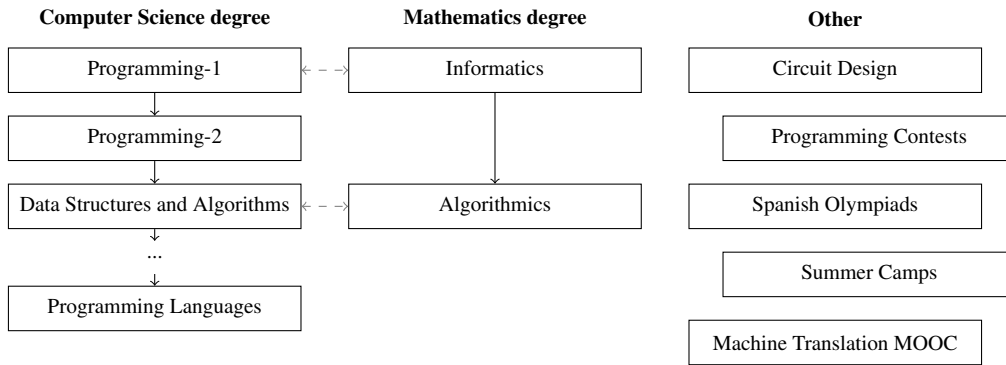 Computer Science degree
Mathematics degree
Other
Programming-1
Informatics
Circuit Design
Programming-2
Programming Contests
Data Structures and Algorithms
Algorithmics
Spanish Olympiads
...
Summer Camps
Programming Languages
Machine Translation MOOC